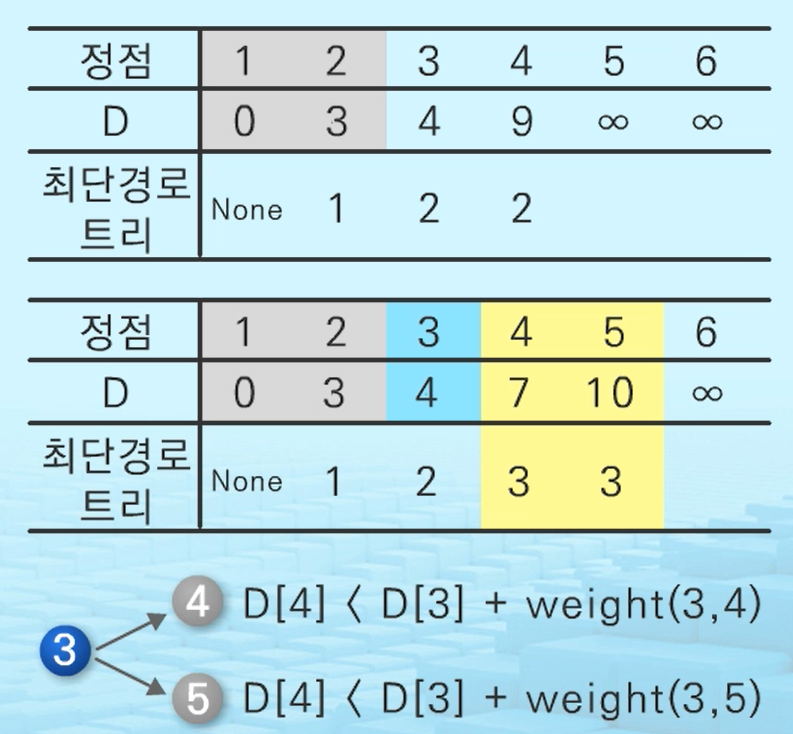 정점 1 2 3 4 5 6
D 0 3 4 9 ∞ ∞
최단경로
트리 None 1 2 2
정점 1 2 3 4 5 6
D 0 3 4 7 10 ∞
최단경로
트리 None 1 2 3 3
4 D[4] < D[3] + weight(3,4)
3
5 D[4] < D[3] + weight(3,5)